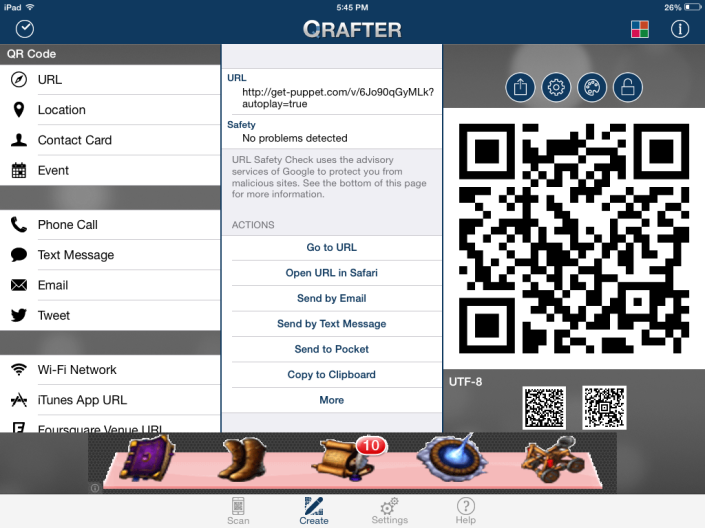 iPad
5:45 PM
26%
QRAFTER
QR Code
URL
Location
Contact Card
Event
Phone Call
Text Message
Email
Tweet
Wi-Fi Network
iTunes App URL
Foursquare Venue URL
URL
http://get-puppet.com/v/6Jo90qGyMLk?
autoplay=true
Safety
No problems detected
URL Safety Check uses the advisory
services of Google to protect you from
malicious sites. See the bottom of this page
for more information.
ACTIONS
Go to URL
Open URL in Safari
Send by Email
Send by Text Message
Send to Pocket
Copy to Clipboard
More
UTF-8
10
Scan
Create
Settings
Help